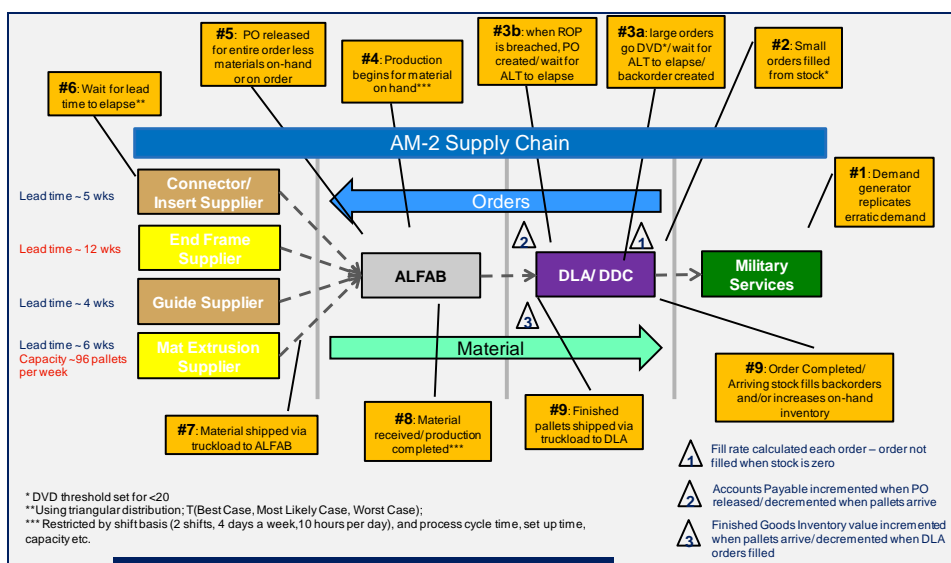 #5: PO released
for entire order less
materials on-hand
or on order
#4: Production
begins for material
on hand***
#3b: when ROP
is breached, PO
created/ wait for
ALT to elapse
#3a: large orders
go DVD*/ wait for
ALT to elapse/
backorder created
#2: Small
orders filled
from stock*
#6: Wait for lead
time to elapse**
AM-2 Supply Chain
#1: Demand
generator
replicates
erratic demand
Lead time ~ 5 wks
Connector/
Insert Supplier
Orders
Lead time ~ 12 wks
End Frame
Supplier
2
1
ALFAB
DLA/ DDC
Military
Services
Lead time ~ 4 wks
Guide Supplier
3
Lead time ~ 6 wks
Capacity ~96 pallets
per week
Mat Extrusion
Supplier
Material
#7: Material shipped via
truckload to ALFAB
#8: Material
received/ production
completed***
#9: Finished
pallets shipped via
truckload to DLA
#9: Order Completed/
Arriving stock fills backorders
and/or increases on-hand
inventory
1
Fill rate calculated each order – order not
filled when stock is zero
2
Accounts Payable incremented when PO
released/ decremented when pallets arrive
3
Finished Goods Inventory value incremented
when pallets arrive/ decremented when DLA
orders filled
* DVD threshold set for <20
**Using triangular distribution; T(Best Case, Most Likely Case, Worst Case);
*** Restricted by shift basis (2 shifts, 4 days a week,10 hours per day), and process cycle time, set up time,
capacity etc.